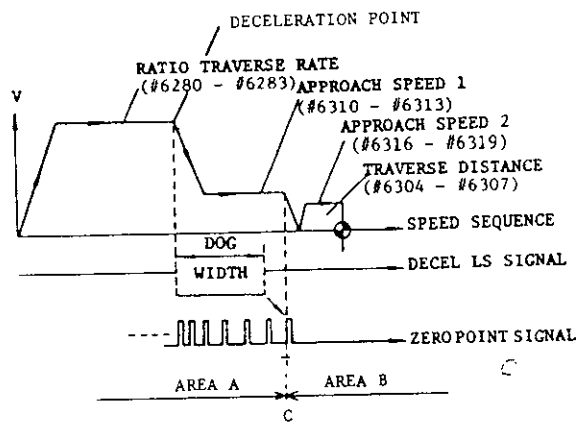 DECELERATION POINT
RATIO TRAVERSE RATE
(#6280 - #6283)
V
APPROACH SPEED 1
(#6310 - #6313)
APPROACH SPEED 2
(#6316 - #6319)
TRAVERSE DISTANCE
(#6304 - #6307)
SPEED SEQUENCE
DOG
WIDTH
DECEL LS SIGNAL
ZERO POINT SIGNAL
AREA A
AREA B
C